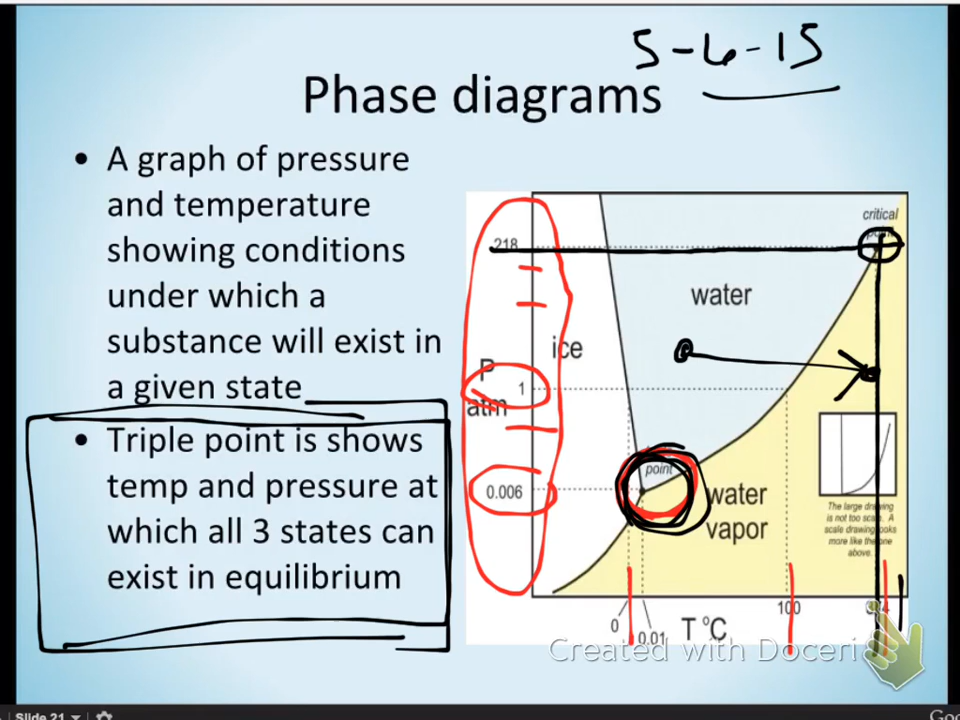 5-6-15
Phase diagrams
• A graph of pressure
and temperature
showing conditions
under which a
substance will exist in
a given state
• Triple point is shows
temp and pressure at
which all 3 states can
exist in equilibrium
critical
218
water
ice
P
atm
1
point
0.006
water
vapor
The large drawing
is not too scale. A
scale drawing looks
more like the one
above.
0
0.01
T °C
100
Created with Doceri
Slide 21